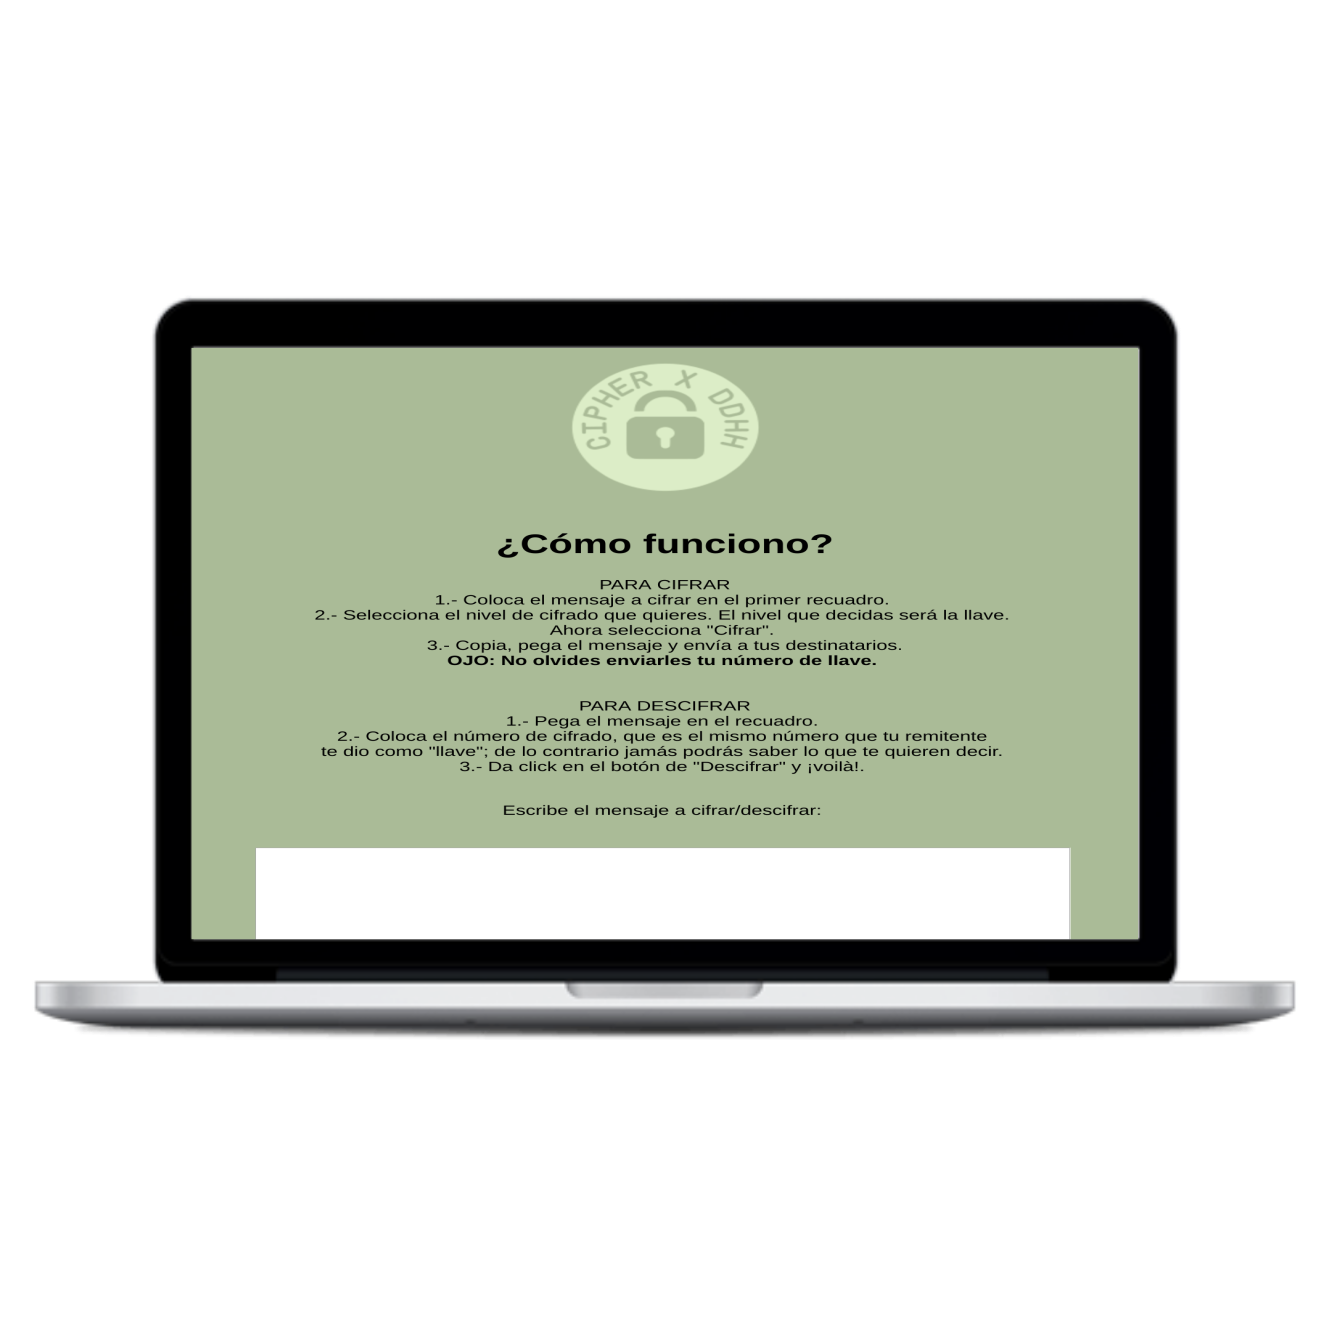 CIPHER X DDHH
¿Cómo funciono?
PARA CIFRAR
1.- Coloca el mensaje a cifrar en el primer recuadro.
2.- Selecciona el nivel de cifrado que quieres. El nivel que decidas será la llave.
Ahora selecciona "Cifrar".
3.- Copia, pega el mensaje y envía a tus destinatarios.
OJO: No olvides enviarles tu número de llave.
PARA DESCIFRAR
1.- Pega el mensaje en el recuadro.
2.- Coloca el número de cifrado, que es el mismo número que tu remitente
te dio como "llave"; de lo contrario jamás podrás saber lo que te quieren decir.
3.- Da click en el botón de "Descifrar" y ¡voilà!.
Escribe el mensaje a cifrar/descifrar: